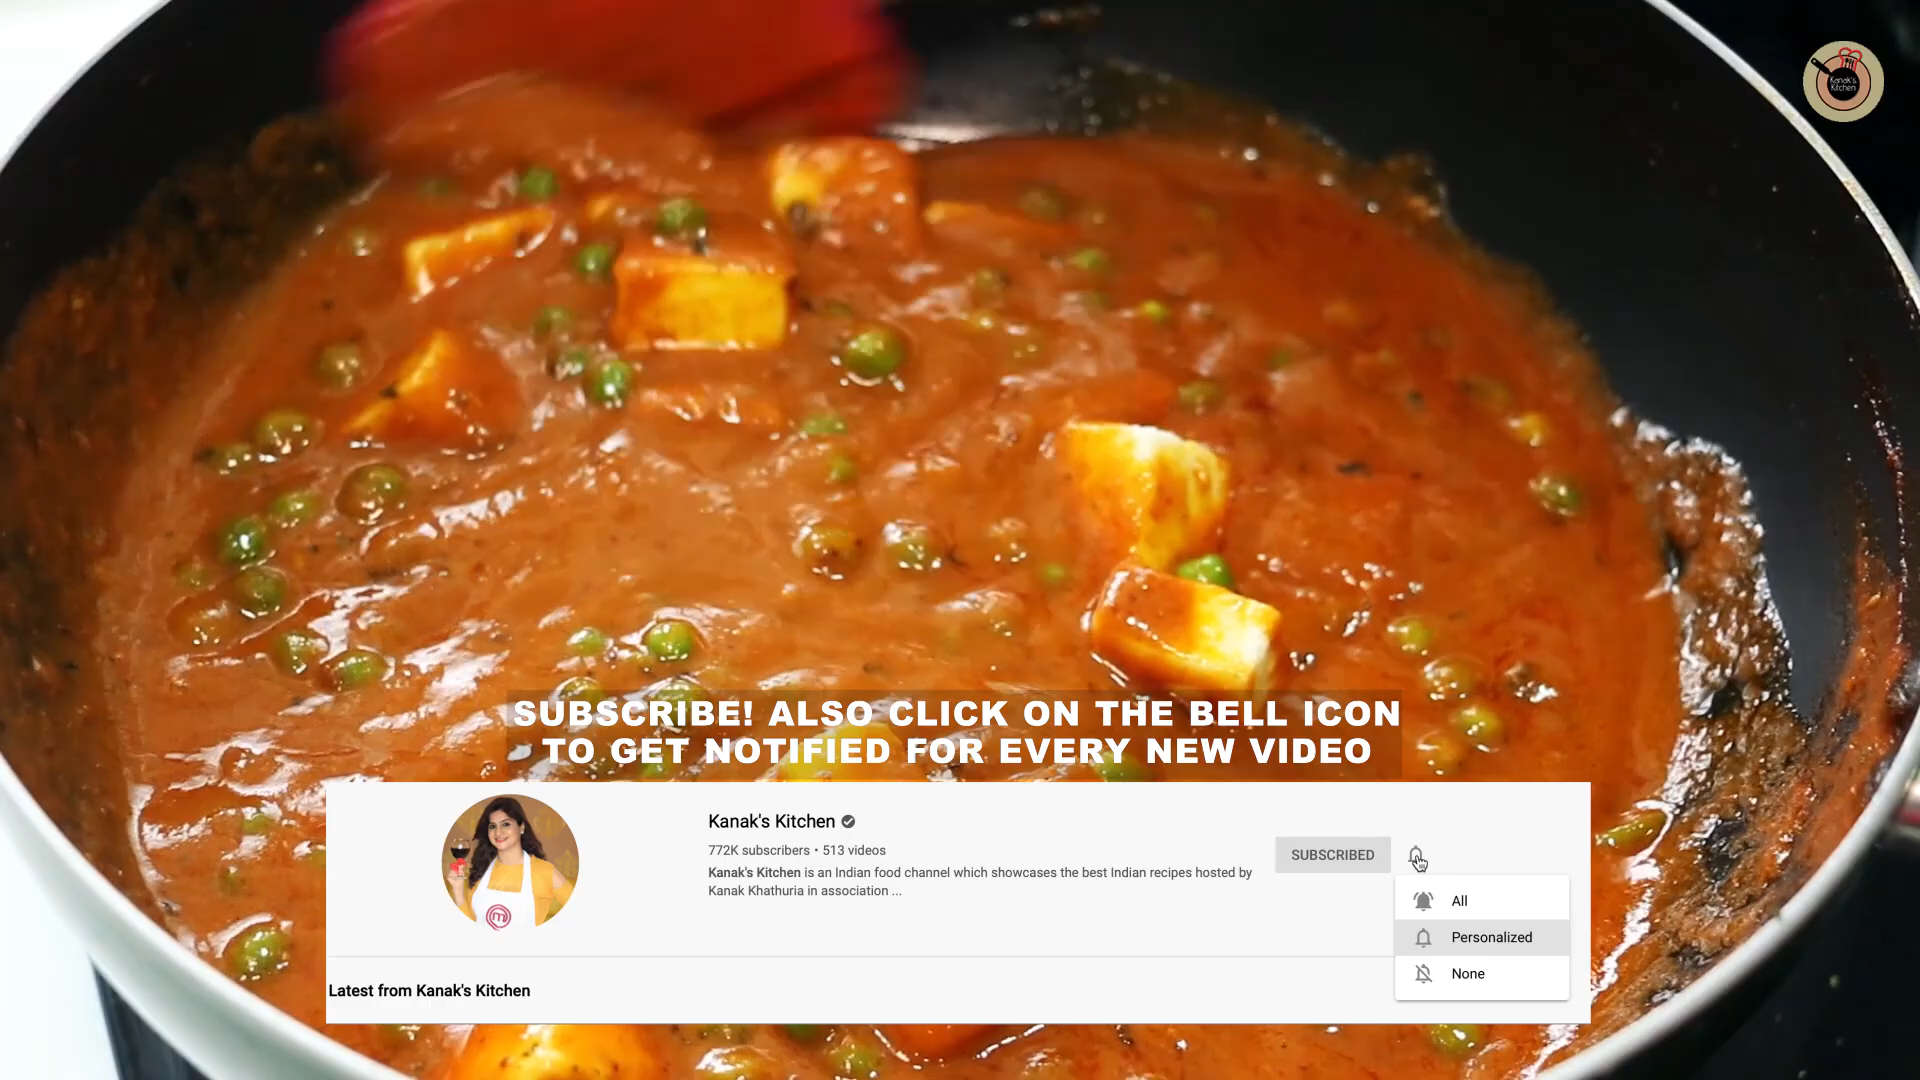 Kanak's
Kitchen
SUBSCRIBE! ALSO CLICK ON THE BELL ICON
TO GET NOTIFIED FOR EVERY NEW VIDEO
Kanak's Kitchen
772K subscribers • 513 videos
Kanak's Kitchen is an Indian food channel which showcases the best Indian recipes hosted by
Kanak Khathuria in association ...
SUBSCRIBED
All
Personalized
None
Latest from Kanak's Kitchen